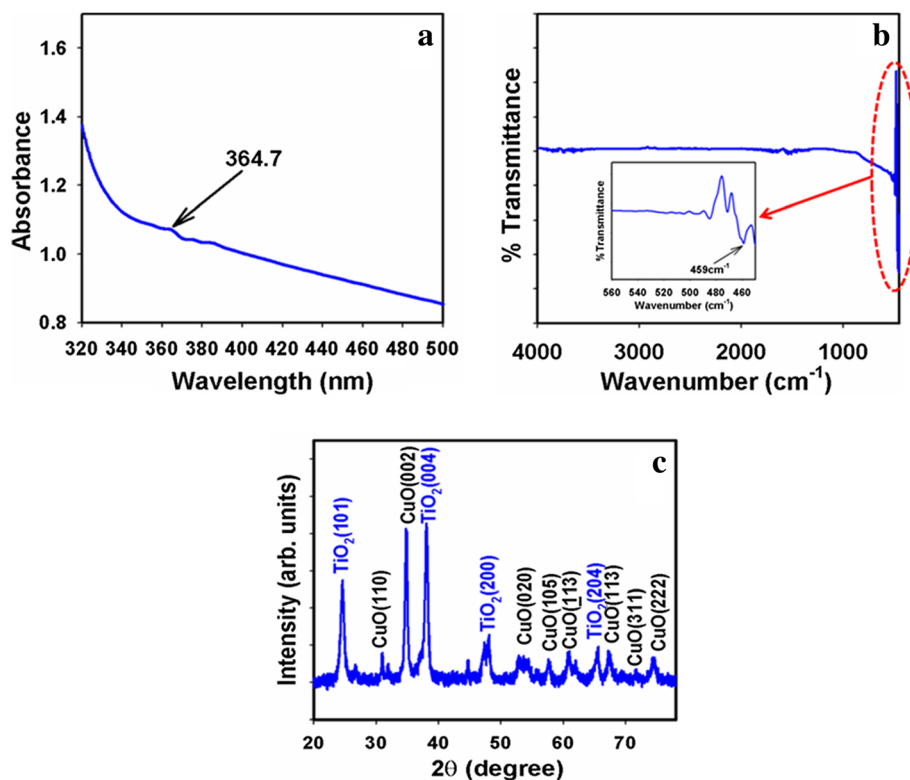 a
1.6
1.4
1.2
1.0
0.8
364.7
Absorbance
320 340 360 380 400 420 440 460 480 500
Wavelength (nm)
b
% Transmittance
% Transmittance
459cm⁻¹
560 540 520 500 480 460
Wavenumber (cm⁻¹)
4000 3000 2000 1000
Wavenumber (cm⁻¹)
c
Intensity (arb. units)
TiO₂(101)
CuO(110)
CuO(002)
TiO₂(004)
TiO₂(200)
CuO(020)
CuO(105)
CuO(1̲13)
TiO₂(204)
CuO(113)
CuO(311)
CuO(222)
20 30 40 50 60 70
2θ (degree)